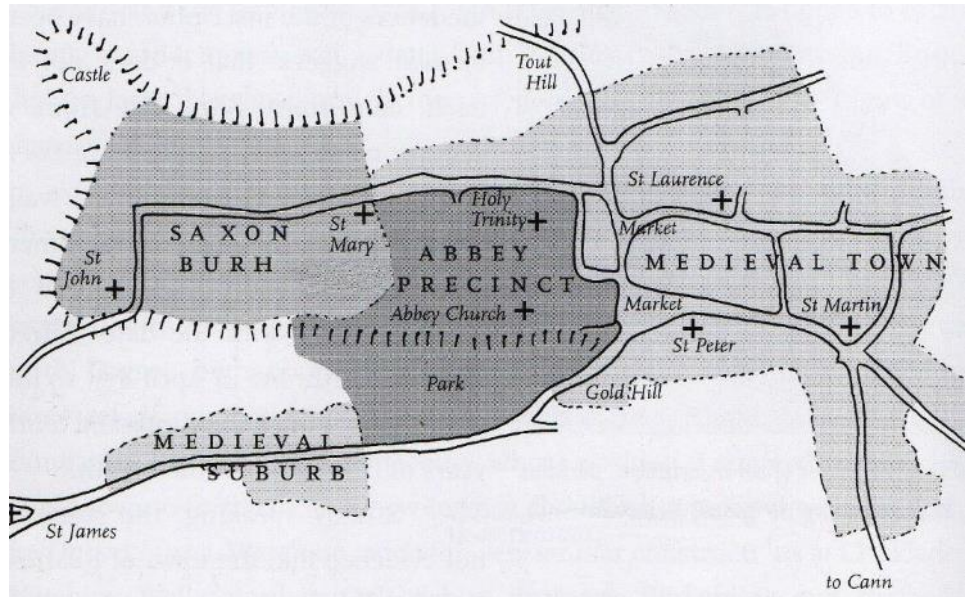 Castle
Tout
Hill
St Laurence
Holy
Trinity
St
Mary
Market
SAXON
BURH
St
John
ABBEY
PRECINCT
MEDIEVAL TOWN
Abbey Church
Market
St Martin
St Peter
Park
Gold Hill
MEDIEVAL
SUBURB
St James
to Cann